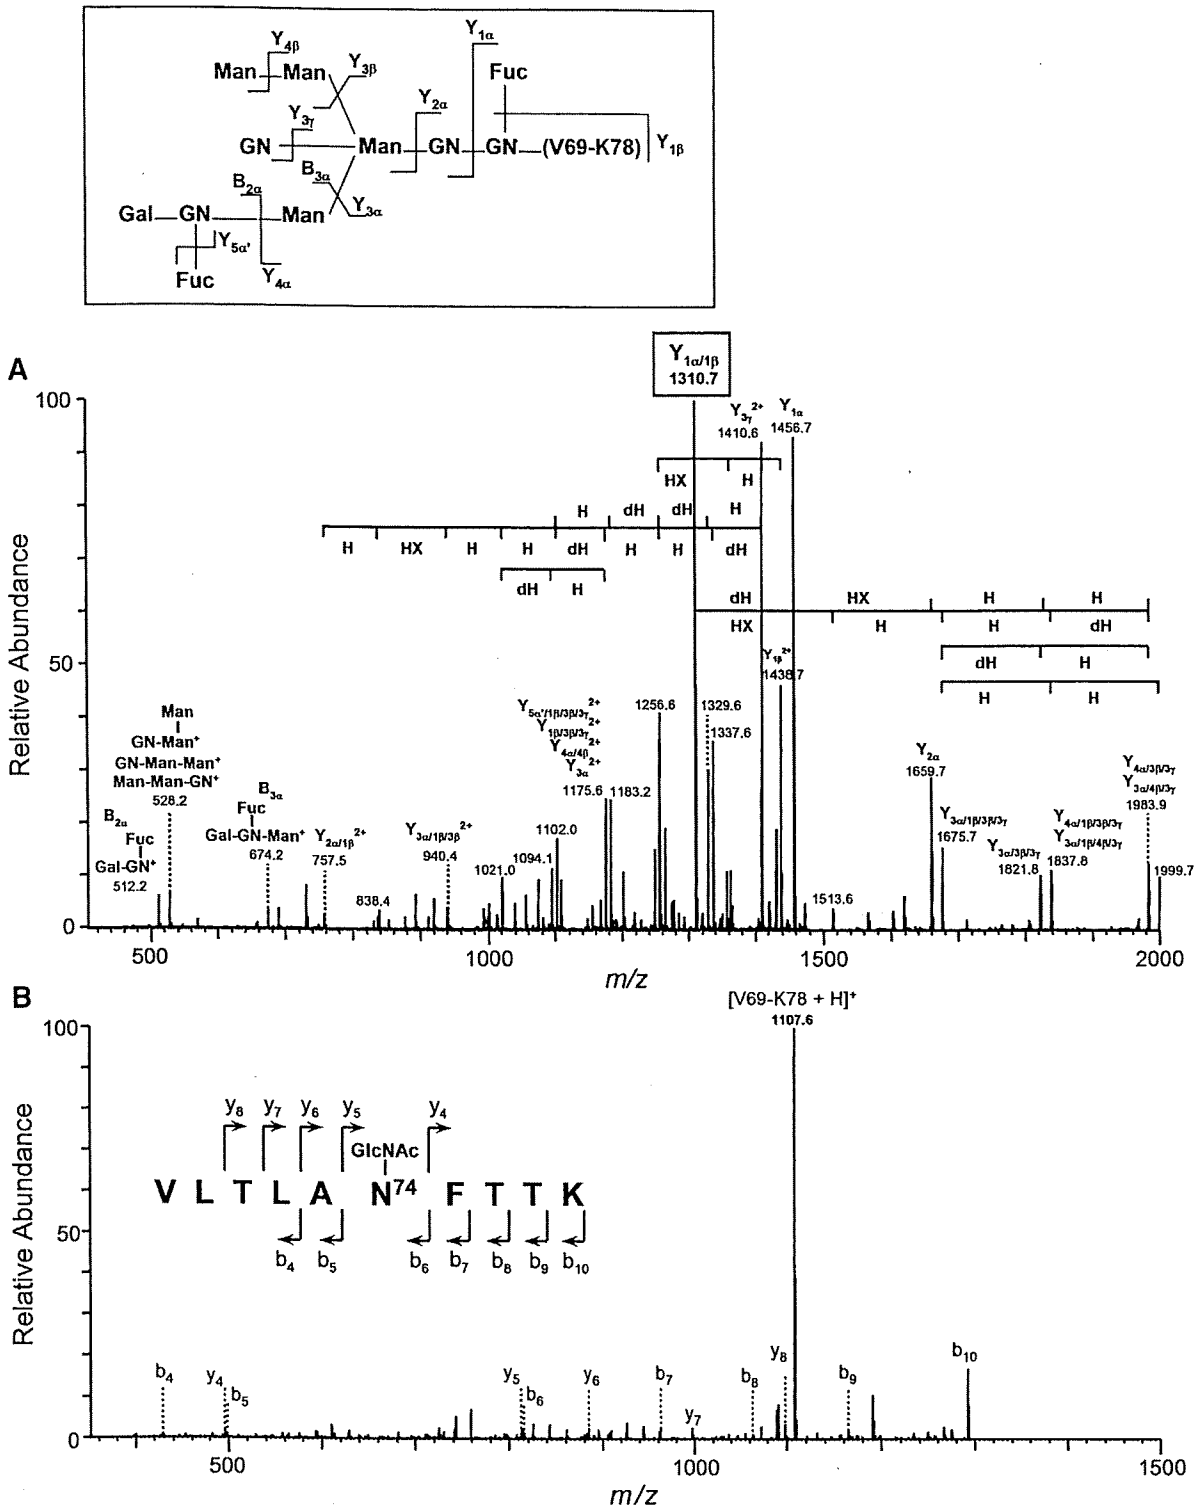 Y4β
Y1α
Man Man Y3β Fuc
Y3γ Y2α
GN Man GN GN (V69-K78) Y1β
B2α B3α
Gal GN Man Y3α
Y5α'
Fuc Y4α
A
Y1α/1β
1310.7
100
Y3γ2+ Y1α
1410.6 1456.7
HX H
H dH dH H
H HX H H dH H H dH
dH H
dH HX H H
HX H H dH
dH H
H H
Relative Abundance
50
Y1β2+
1438.7
Y5α'/1β/3β/3γ2+
Y1β/3β/3γ2+
Y4α/4β2+
Y3α2+
1175.6 1183.2
1256.6 1329.6
1337.6
Man
GN-Man+
GN-Man-Man+
Man-Man-GN+
528.2
B2α
Fuc
Gal-GN+
512.2
B3α
Fuc
Gal-GN-Man+
674.2
Y2α/1β2+
757.5
838.4
Y3α/1β/3β2+
940.4
1021.0 1094.1 1102.0
1513.6
Y2α
1659.7
Y3α/1β/3β/3γ
1675.7
Y3α/3β/3γ
1821.8
Y4α/1β/3β/3γ
Y3α/1β/4β/3γ
1837.8
Y4α/3β/3γ
Y3α/4β/3γ
1983.9
1999.7
0
500 1000 1500 2000
m/z
B
[V69-K78 + H]+
1107.6
100
y8 y7 y6 y5 y4
GlcNAc
V L T L A N74 F T T K
b4 b5 b6 b7 b8 b9 b10
Relative Abundance
50
b4 y4 b5 y5 b6 y6 b7 y7 b8 y8 b9 b10
0
500 1000 1500
m/z